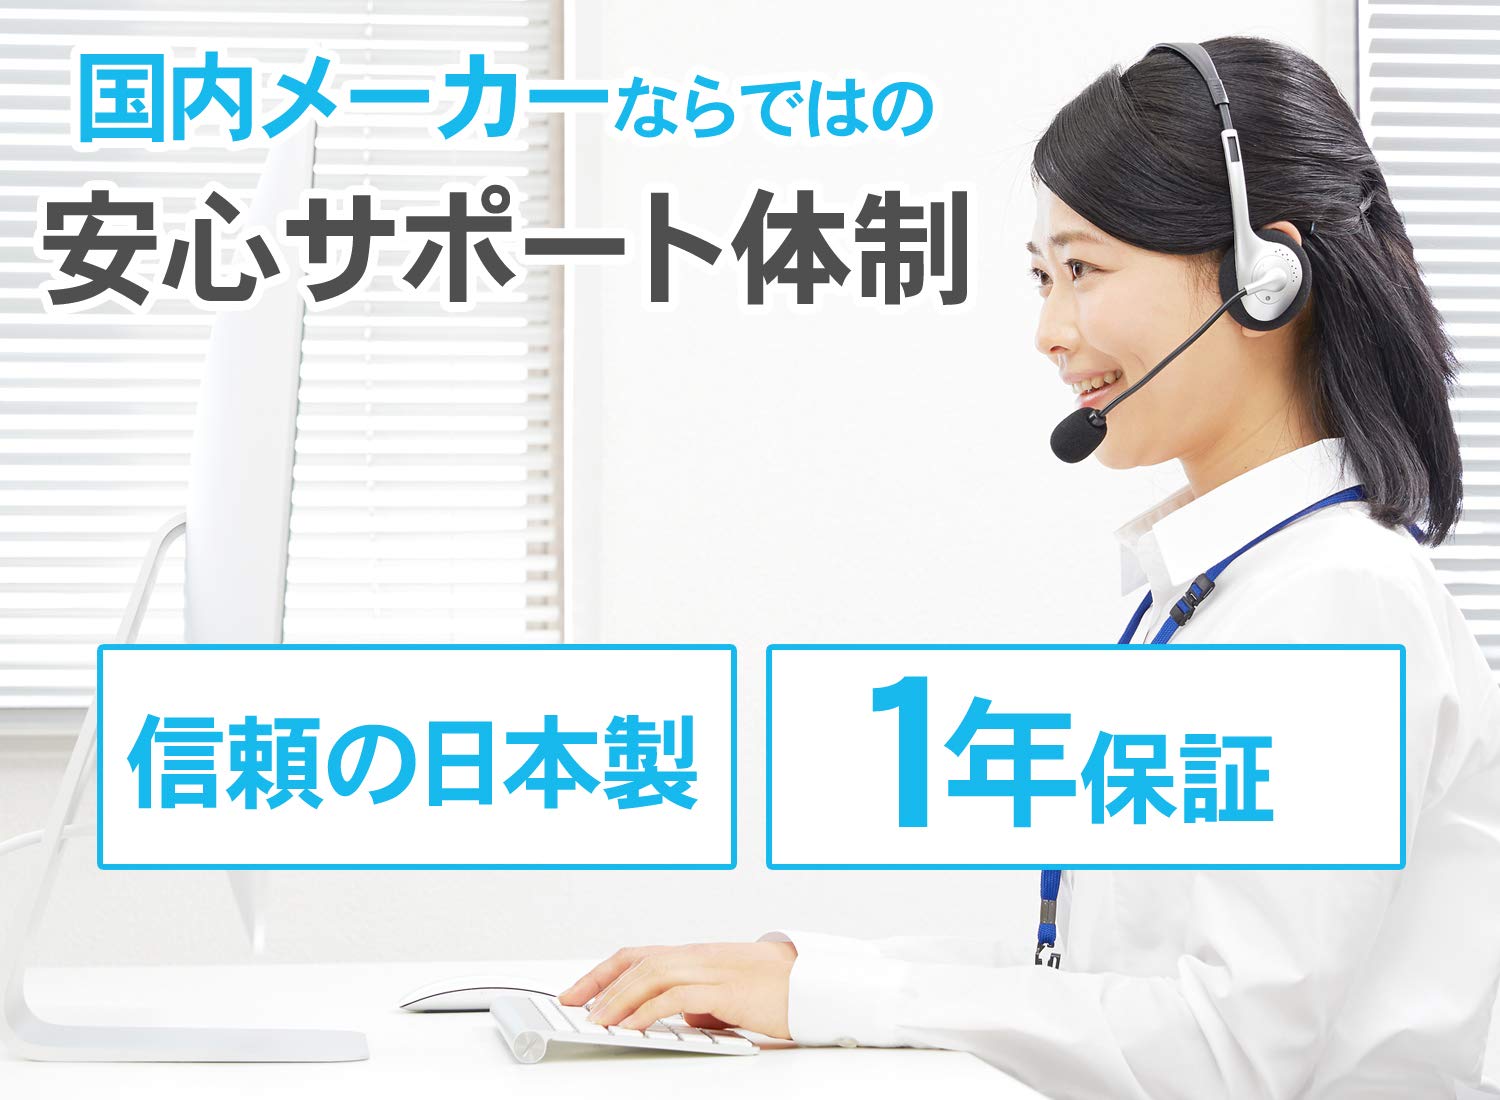 国内メーカーならではの
安心サポート体制
信頼の日本製
1年保証